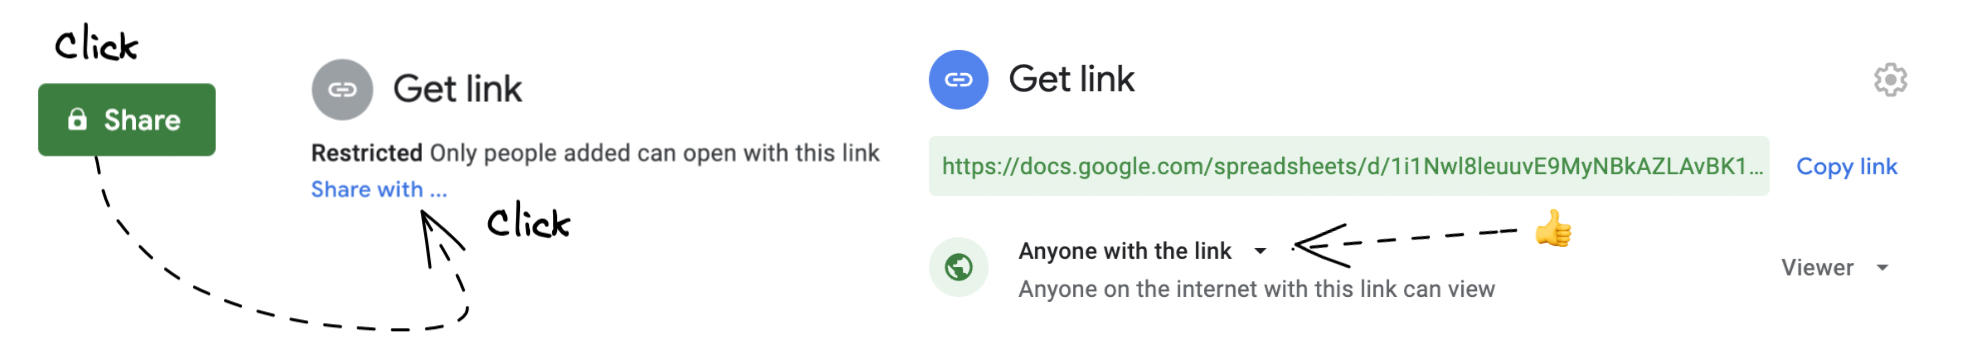 Click
Share
Get link
Restricted Only people added can open with this link
Share with ...
Click
Get link
https://docs.google.com/spreadsheets/d/1i1Nwl8leuuvE9MyNBkAZLAvBK1...
Copy link
Anyone with the link
Anyone on the internet with this link can view
Viewer